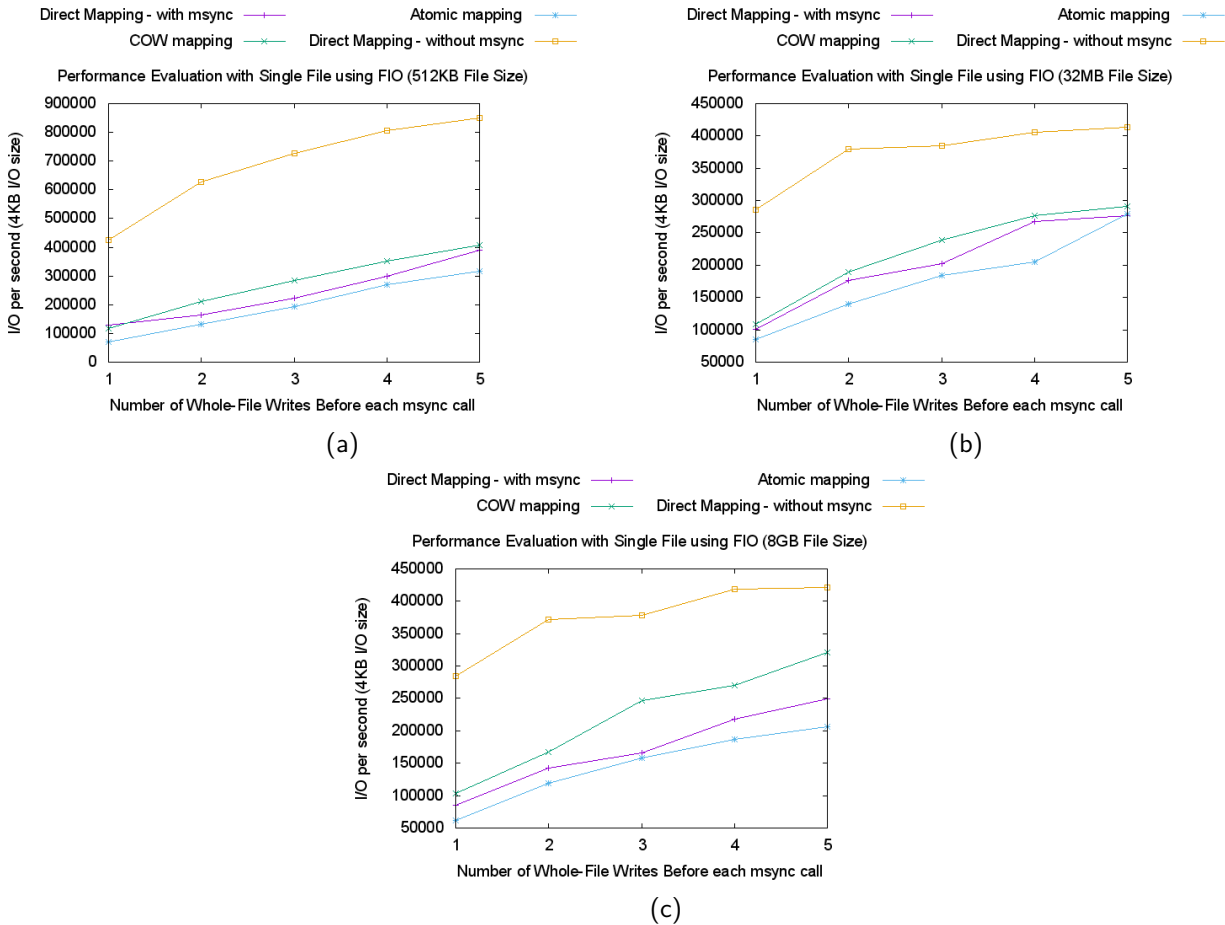 Direct Mapping - with msync Atomic mapping
COW mapping Direct Mapping - without msync
Performance Evaluation with Single File using FIO (512KB File Size)
900000
800000
700000
600000
500000
400000
300000
200000
100000
0
I/O per second (4KB I/O size)
1 2 3 4 5
Number of Whole-File Writes Before each msync call
(a)
Direct Mapping - with msync Atomic mapping
COW mapping Direct Mapping - without msync
Performance Evaluation with Single File using FIO (32MB File Size)
450000
400000
350000
300000
250000
200000
150000
100000
50000
I/O per second (4KB I/O size)
1 2 3 4 5
Number of Whole-File Writes Before each msync call
(b)
Direct Mapping - with msync Atomic mapping
COW mapping Direct Mapping - without msync
Performance Evaluation with Single File using FIO (8GB File Size)
450000
400000
350000
300000
250000
200000
150000
100000
50000
I/O per second (4KB I/O size)
1 2 3 4 5
Number of Whole-File Writes Before each msync call
(c)